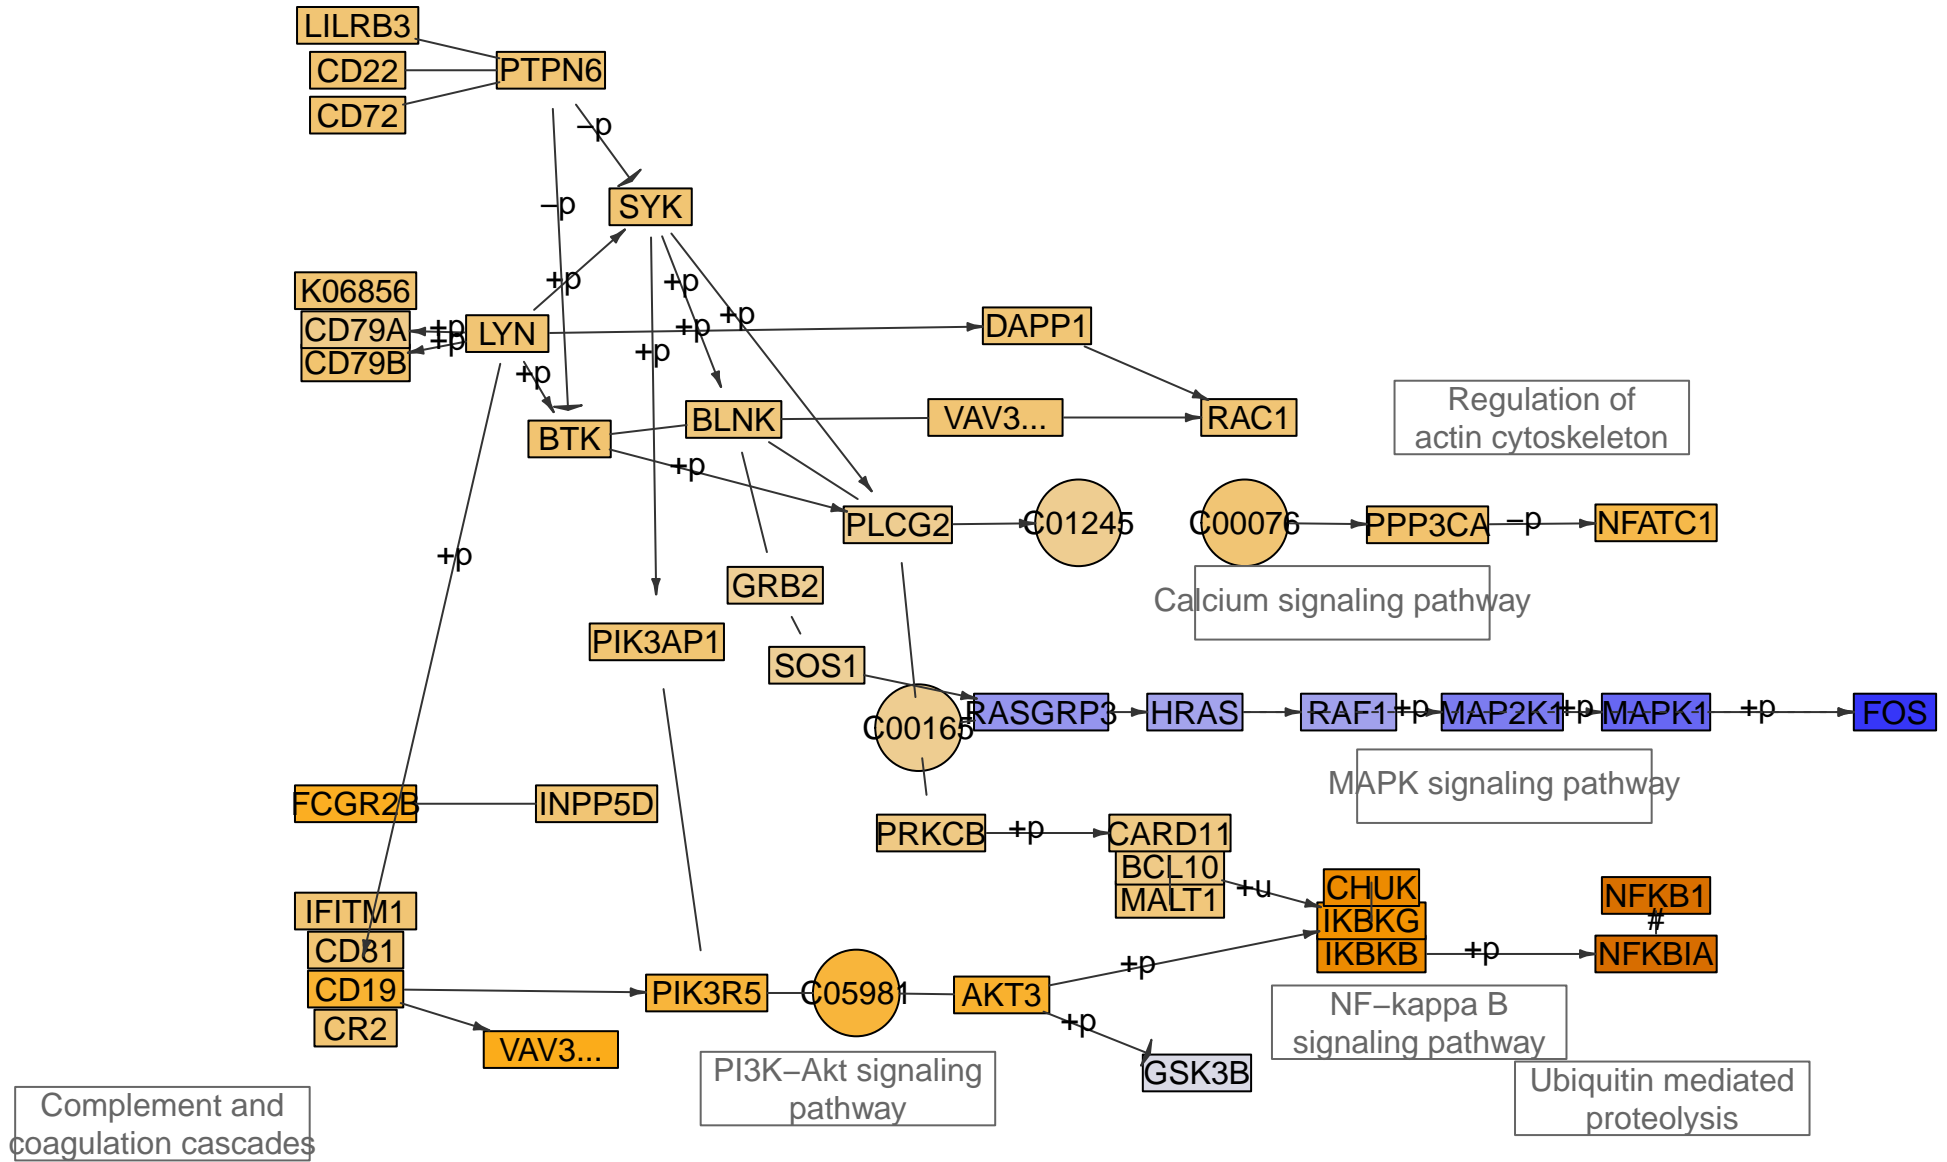 LILRB3
CD22
PTPN6
CD72
−p
SYK
−p
+p
+p
K06856
CD79A
+p
LYN
+p
+p
DAPP1
CD79B
+p
+p
+p
BTK
BLNK
VAV3...
RAC1
Regulation of
actin cytoskeleton
+p
PLCG2
C01245
C00076
PPP3CA
−p
NFATC1
+p
GRB2
Calcium signaling pathway
PIK3AP1
SOS1
C00165
RASGRP3
HRAS
RAF1
+p
MAP2K1
+p
MAPK1
+p
FOS
MAPK signaling pathway
FCGR2B
INPP5D
PRKCB
+p
CARD11
BCL10
MALT1
+u
CHUK
IKBKG
IKBKB
+p
NFKB1
#
NFKBIA
IFITM1
CD81
CD19
CR2
VAV3...
PIK3R5
C05981
AKT3
+p
+p
GSK3B
NF−kappa B
signaling pathway
PI3K−Akt signaling
pathway
Ubiquitin mediated
proteolysis
Complement and
coagulation cascades